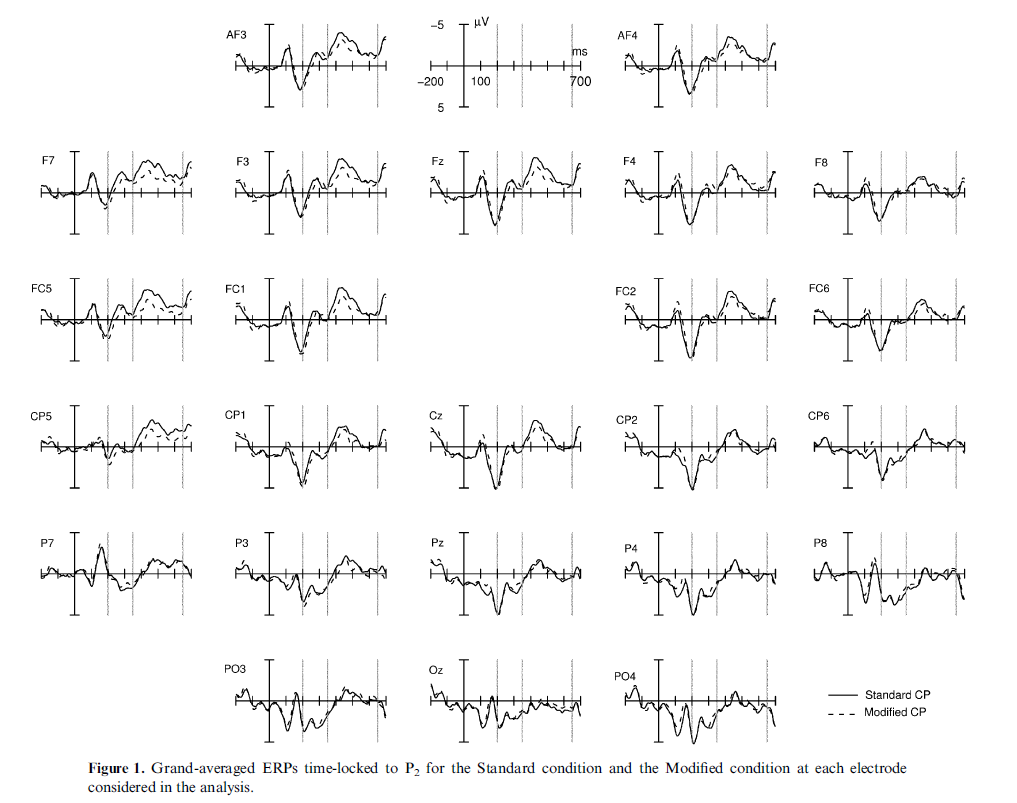 AF3
−5 μV
ms
−200 100 700
5
AF4
F7
F3
Fz
F4
F8
FC5
FC1
FC2
FC6
CP5
CP1
Cz
CP2
CP6
P7
P3
Pz
P4
P8
PO3
Oz
PO4
Standard CP
Modified CP
Figure 1. Grand-averaged ERPs time-locked to P2 for the Standard condition and the Modified condition at each electrode
considered in the analysis.